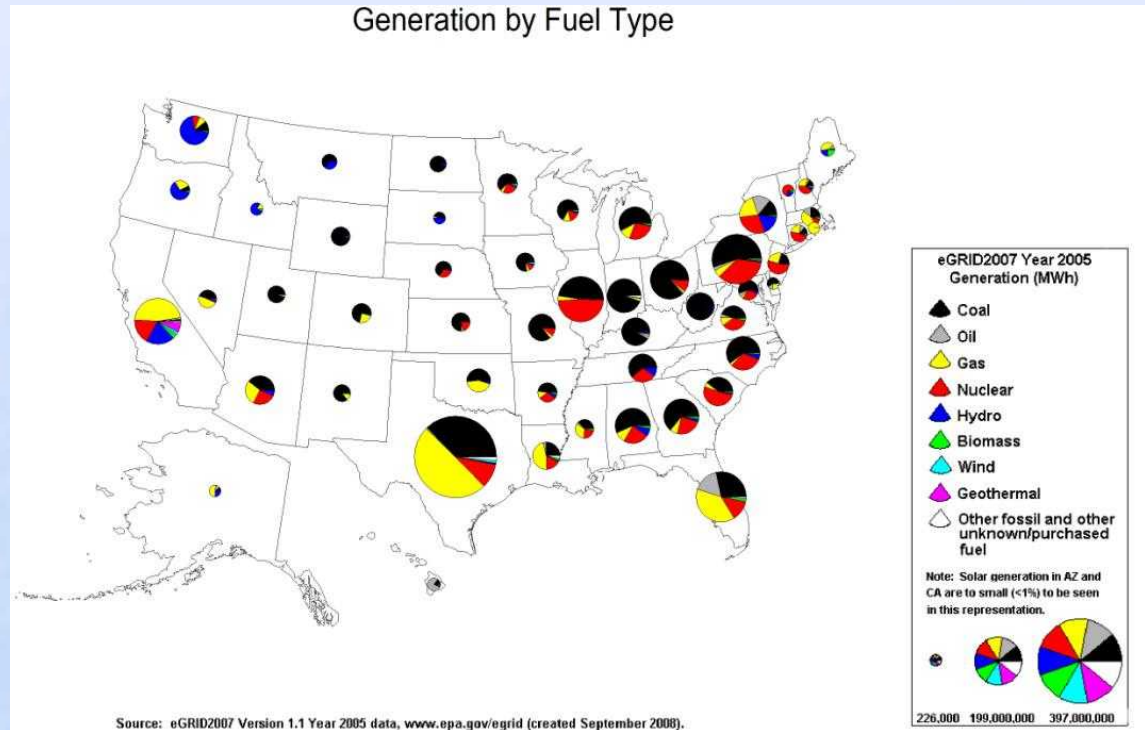 Generation by Fuel Type
eGRID2007 Year 2005
Generation (MWh)
Coal
Oil
Gas
Nuclear
Hydro
Biomass
Wind
Geothermal
Other fossil and other
unknown/purchased
fuel
Note: Solar generation in AZ and
CA are to small (<1%) to be seen
in this representation.
226,000 199,000,000 397,000,000
Source: eGRID2007 Version 1.1 Year 2005 data, www.epa.gov/egrid (created September 2008).